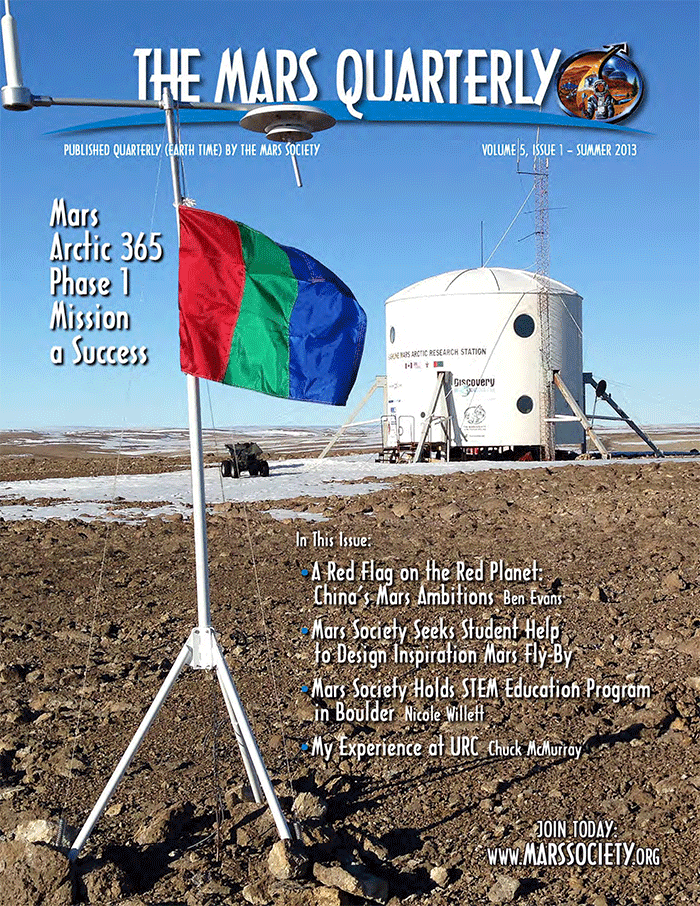 THE MARS QUARTERLY
PUBLISHED QUARTERLY (EARTH TIME) BY THE MARS SOCIETY
VOLUME 5, ISSUE 1 – SUMMER 2013
Mars
Arctic 365
Phase 1
Mission
a Success
MARS ARCTIC RESEARCH STATION
Discovery
In This Issue:
•A Red Flag on the Red Planet:
China's Mars Ambitions Ben Evans
•Mars Society Seeks Student Help
to Design Inspiration Mars Fly-By
•Mars Society Holds STEM Education Program
in Boulder Nicole Willett
•My Experience at URC Chuck McMurray
JOIN TODAY:
WWW.MARSSOCIETY.ORG